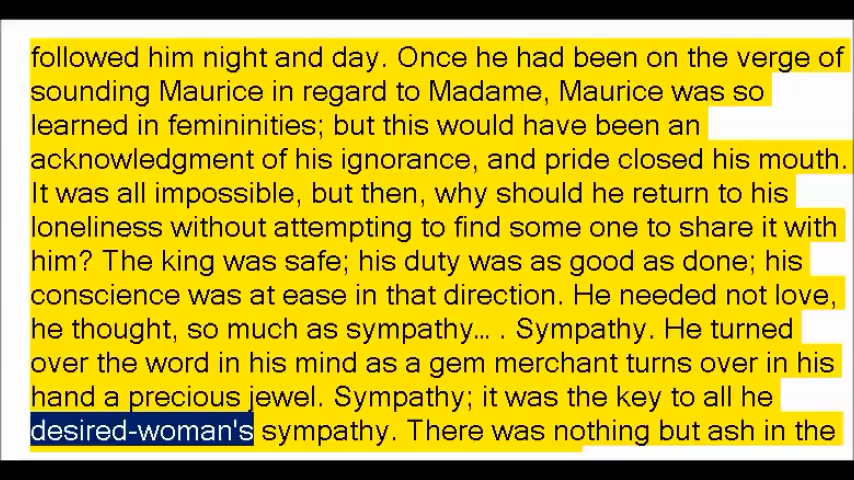 followed him night and day. Once he had been on the verge of
sounding Maurice in regard to Madame, Maurice was so
learned in femininities; but this would have been an
acknowledgment of his ignorance, and pride closed his mouth.
It was all impossible, but then, why should he return to his
loneliness without attempting to find some one to share it with
him? The king was safe; his duty was as good as done; his
conscience was at ease in that direction. He needed not love,
he thought, so much as sympathy... . Sympathy. He turned
over the word in his mind as a gem merchant turns over in his
hand a precious jewel. Sympathy; it was the key to all he
desired-woman's sympathy. There was nothing but ash in the